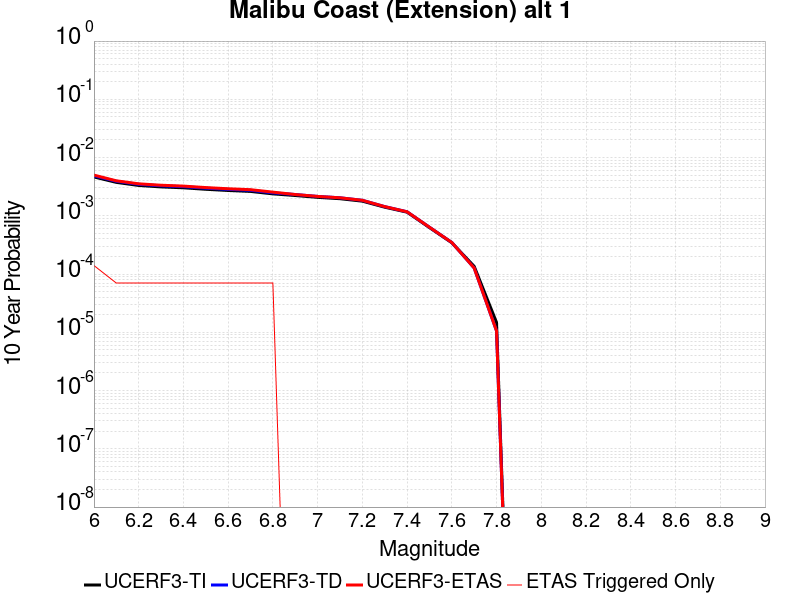 Malibu Coast (Extension) alt 1
10^0
10^-1
10^-2
10^-3
10^-4
10^-5
10^-6
10^-7
10^-8
10 Year Probability
6 6.2 6.4 6.6 6.8 7 7.2 7.4 7.6 7.8 8 8.2 8.4 8.6 8.8 9
Magnitude
UCERF3-TI UCERF3-TD UCERF3-ETAS ETAS Triggered Only